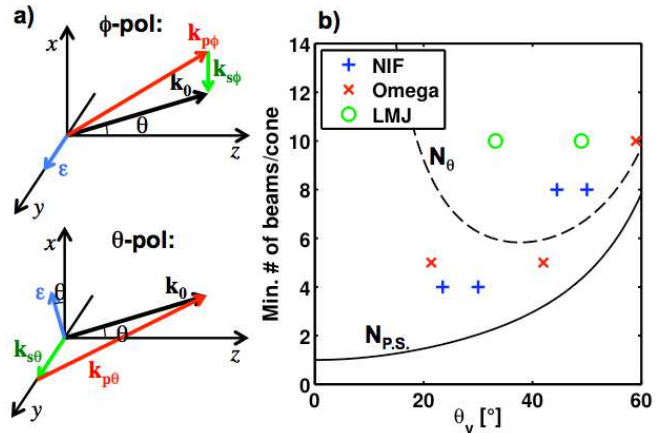 a)
ϕ-pol:
x
k_pϕ
k_sϕ
k_0
θ
z
ε
y
θ-pol:
x
θ
ε
k_0
θ
z
k_sθ
k_pθ
y
b)
14
12
10
8
6
4
2
0
Min. # of beams/cone
NIF
Omega
LMJ
N_θ
N_P.S.
20
40
60
θ_v [°]